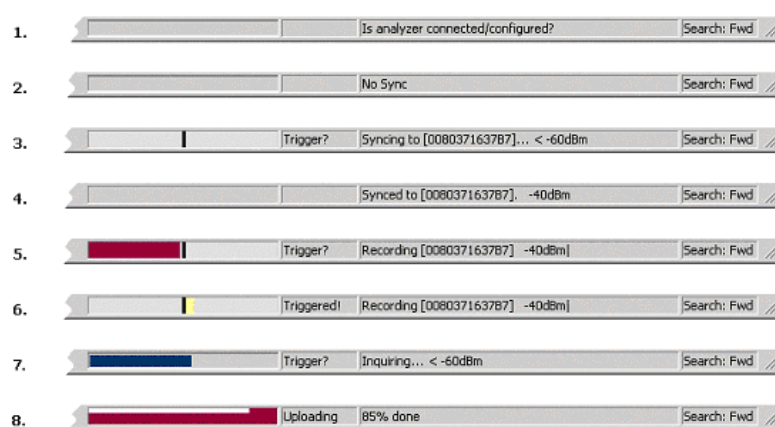 1. Is analyzer connected/configured? Search: Fwd
2. No Sync Search: Fwd
3. Trigger? Syncing to [0080371637B7]... < -60dBm Search: Fwd
4. Synced to [0080371637B7]. -40dBm Search: Fwd
5. Trigger? Recording [0080371637B7] -40dBm| Search: Fwd
6. Triggered! Recording [0080371637B7] -40dBm| Search: Fwd
7. Trigger? Inquiring... < -60dBm Search: Fwd
8. Uploading 85% done Search: Fwd